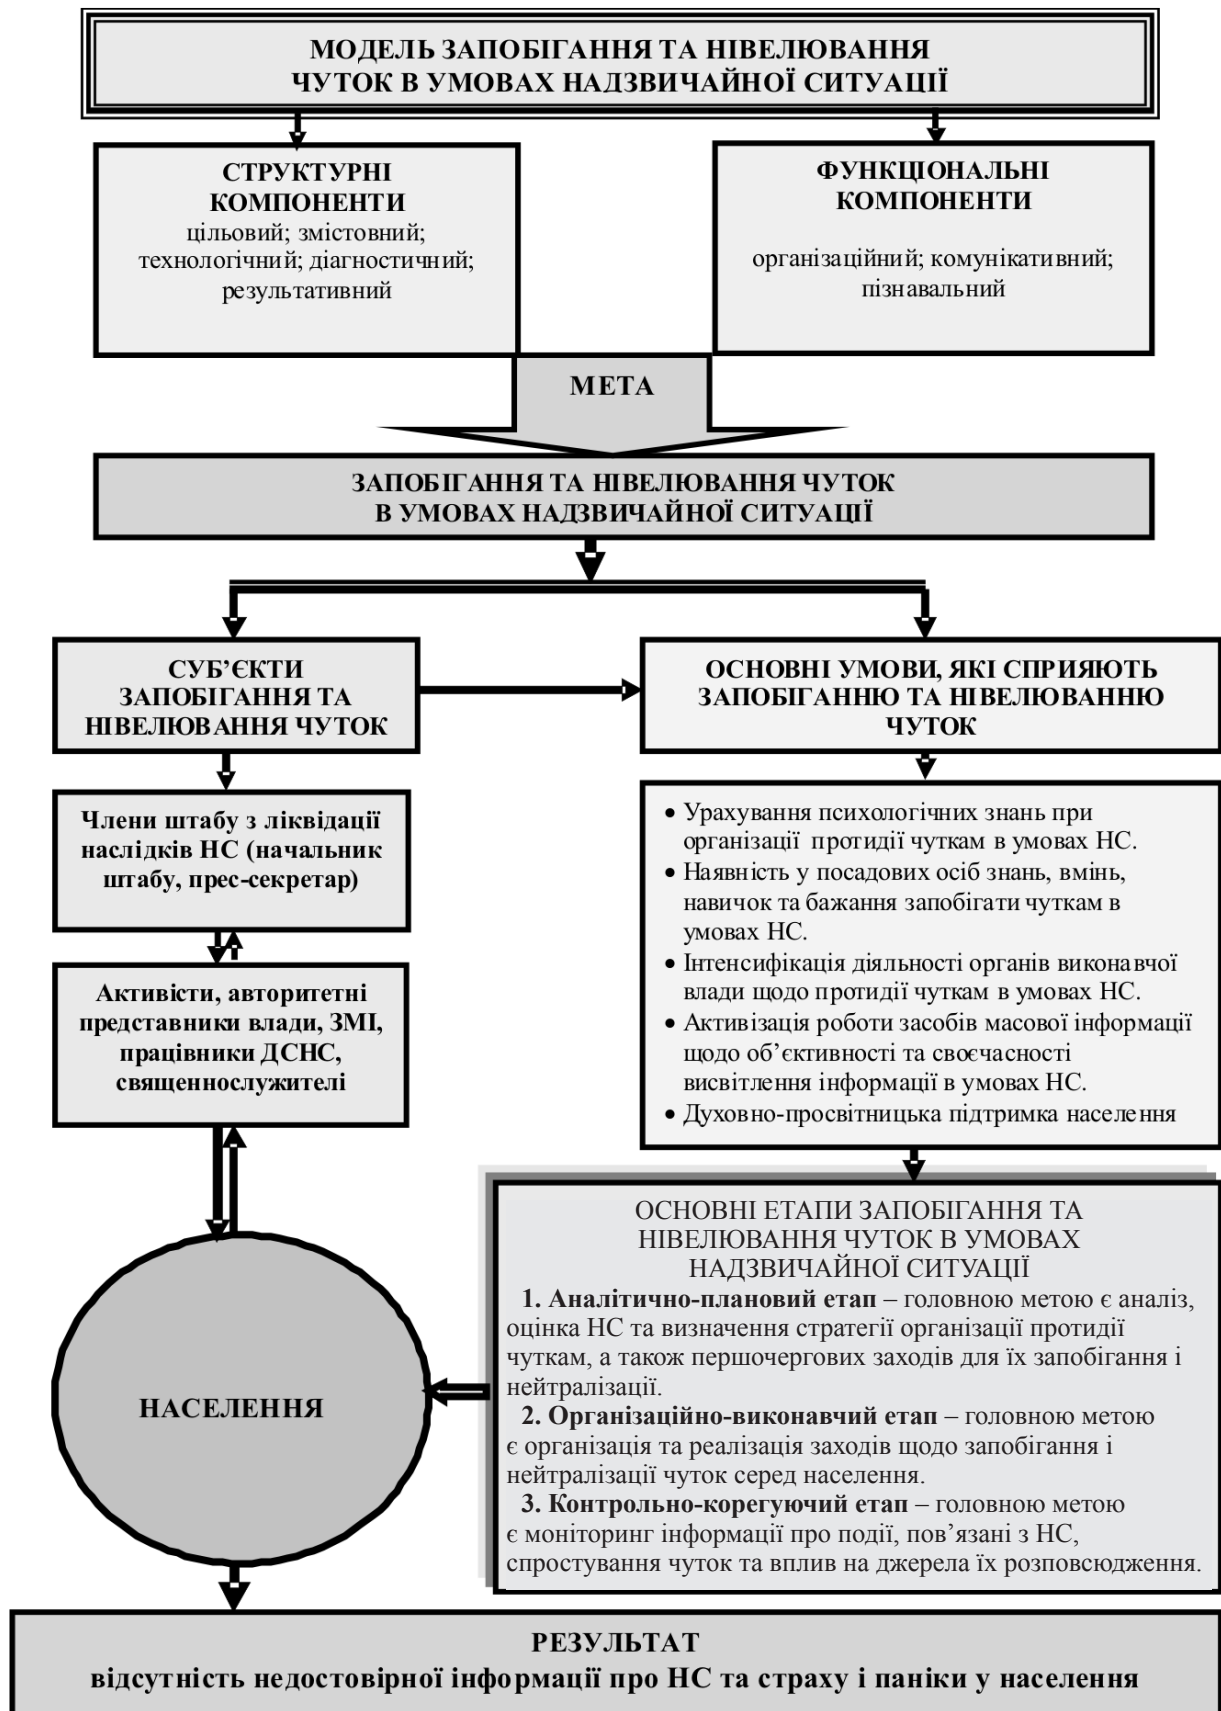 МОДЕЛЬ ЗАПОБІГАННЯ ТА НІВЕЛЮВАННЯ
ЧУТОК В УМОВАХ НАДЗВИЧАЙНОЇ СИТУАЦІЇ
СТРУКТУРНІ
КОМПОНЕНТИ
цільовий; змістовний;
технологічний; діагностичний;
результативний
ФУНКЦІОНАЛЬНІ
КОМПОНЕНТИ
організаційний; комунікативний;
пізнавальний
МЕТА
ЗАПОБІГАННЯ ТА НІВЕЛЮВАННЯ ЧУТОК
В УМОВАХ НАДЗВИЧАЙНОЇ СИТУАЦІЇ
СУБ’ЄКТИ
ЗАПОБІГАННЯ ТА
НІВЕЛЮВАННЯ ЧУТОК
ОСНОВНІ УМОВИ, ЯКІ СПРИЯЮТЬ
ЗАПОБІГАННЮ ТА НІВЕЛЮВАННЮ
ЧУТОК
Члени штабу з ліквідації
наслідків НС (начальник
штабу, прес-секретар)
Активісти, авторитетні
представники влади, ЗМІ,
працівники ДСНС,
священнослужителі
• Урахування психологічних знань при
організації протидії чуткам в умовах НС.
• Наявність у посадових осіб знань, вмінь,
навичок та бажання запобігати чуткам в
умовах НС.
• Інтенсифікація діяльності органів виконавчої
влади щодо протидії чуткам в умовах НС.
• Активізація роботи засобів масової інформації
щодо об’єктивності та своєчасності
висвітлення інформації в умовах НС.
• Духовно-просвітницька підтримка населення
ОСНОВНІ ЕТАПИ ЗАПОБІГАННЯ ТА
НІВЕЛЮВАННЯ ЧУТОК В УМОВАХ
НАДЗВИЧАЙНОЇ СИТУАЦІЇ
1. Аналітично-плановий етап – головною метою є аналіз,
оцінка НС та визначення стратегії організації протидії
чуткам, а також першочергових заходів для їх запобігання і
нейтралізації.
2. Організаційно-виконавчий етап – головною метою
є організація та реалізація заходів щодо запобігання і
нейтралізації чуток серед населення.
3. Контрольно-корегуючий етап – головною метою
є моніторинг інформації про події, пов’язані з НС,
спростування чуток та вплив на джерела їх розповсюдження.
НАСЕЛЕННЯ
РЕЗУЛЬТАТ
відсутність недостовірної інформації про НС та страху і паніки у населення